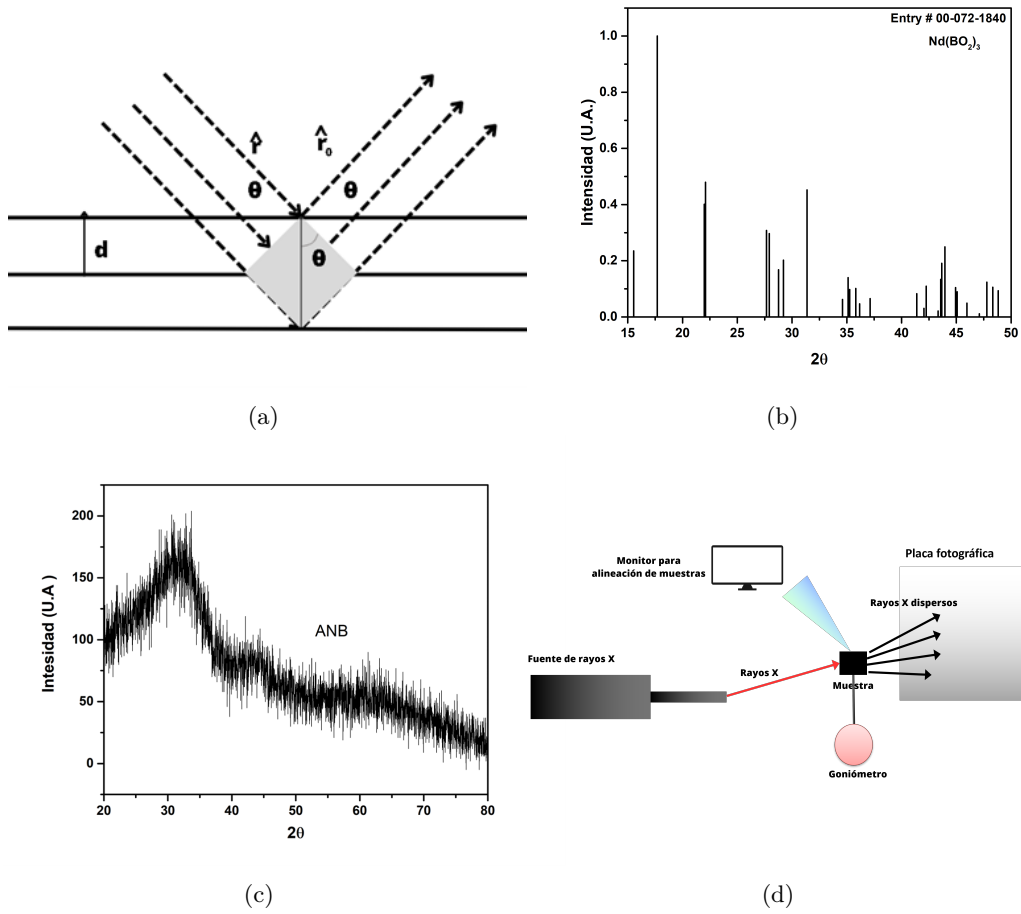 r̂
r̂₀
θ
θ
θ
d
(a)
Entry # 00-072-1840
Nd(BO₂)₃
Intensidad (U.A.)
1.0
0.8
0.6
0.4
0.2
0.0
15 20 25 30 35 40 45 50
2θ
(b)
Intesidad (U.A )
200
150
100
50
0
ANB
20 30 40 50 60 70 80
2θ
(c)
Monitor para
alineación de muestras
Placa fotográfica
Rayos X dispersos
Fuente de rayos X
Rayos X
Muestra
Goniómetro
(d)